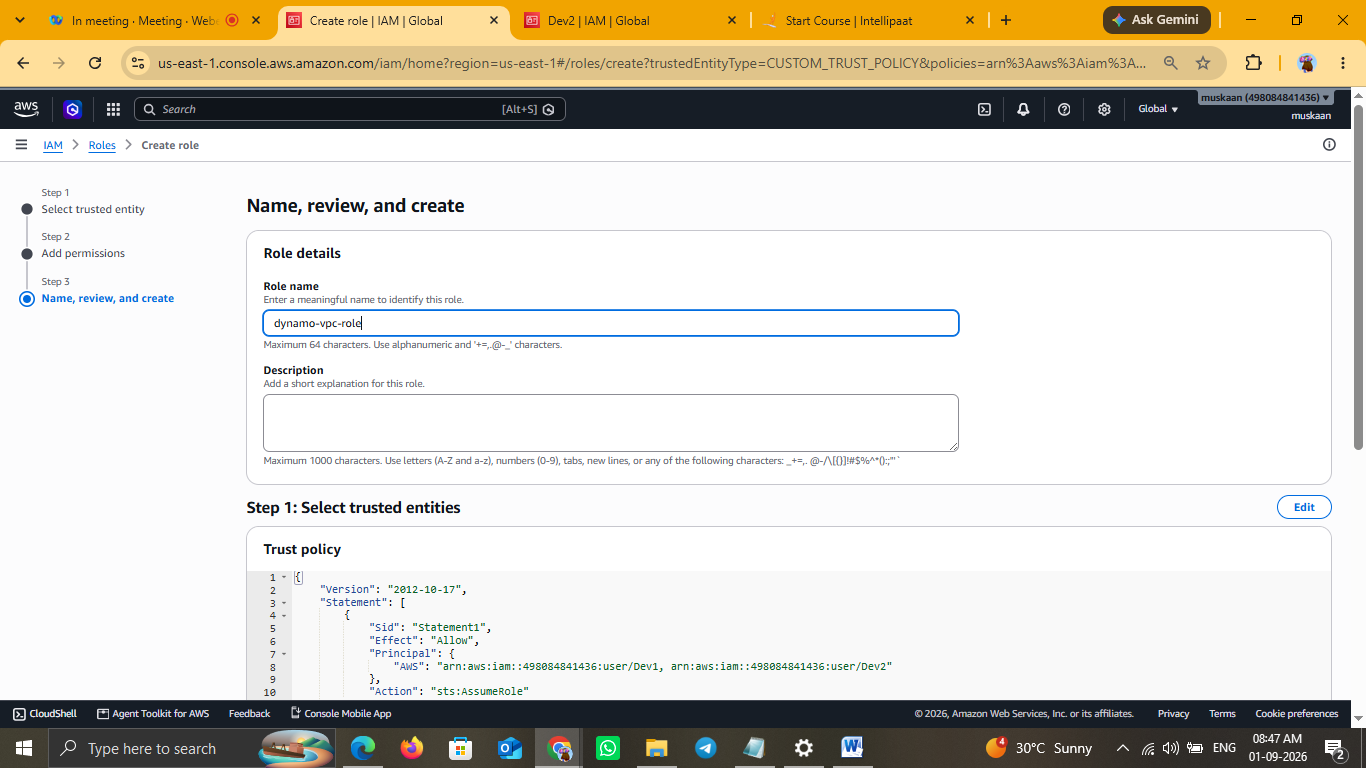 In meeting · Meeting · Web
Create role | IAM | Global
Dev2 | IAM | Global
Start Course | Intellipaat
Ask Gemini
us-east-1.console.aws.amazon.com/iam/home?region=us-east-1#/roles/create?trustedEntityType=CUSTOM_TRUST_POLICY&policies=arn%3Aaws%3Aiam%3A...
aws
Search
[Alt+S]
Global
muskaan (498084841436)
muskaan
IAM
Roles
Create role
Step 1
Select trusted entity
Step 2
Add permissions
Step 3
Name, review, and create
Name, review, and create
Role details
Role name
Enter a meaningful name to identify this role.
dynamo-vpc-role
Maximum 64 characters. Use alphanumeric and '+=,.@-_' characters.
Description
Add a short explanation for this role.
Maximum 1000 characters. Use letters (A-Z and a-z), numbers (0-9), tabs, new lines, or any of the following characters: _+=,. @-/\[{}]!#$%^*();:"'`
Step 1: Select trusted entities
Edit
Trust policy
1 {
2 "Version": "2012-10-17",
3 "Statement": [
4 {
5 "Sid": "Statement1",
6 "Effect": "Allow",
7 "Principal": {
8 "AWS": "arn:aws:iam::498084841436:user/Dev1, arn:aws:iam::498084841436:user/Dev2"
9 },
10 "Action": "sts:AssumeRole"
CloudShell
Agent Toolkit for AWS
Feedback
Console Mobile App
© 2026, Amazon Web Services, Inc. or its affiliates.
Privacy
Terms
Cookie preferences
Type here to search
4
30°C Sunny
ENG
08:47 AM
01-09-2026
2